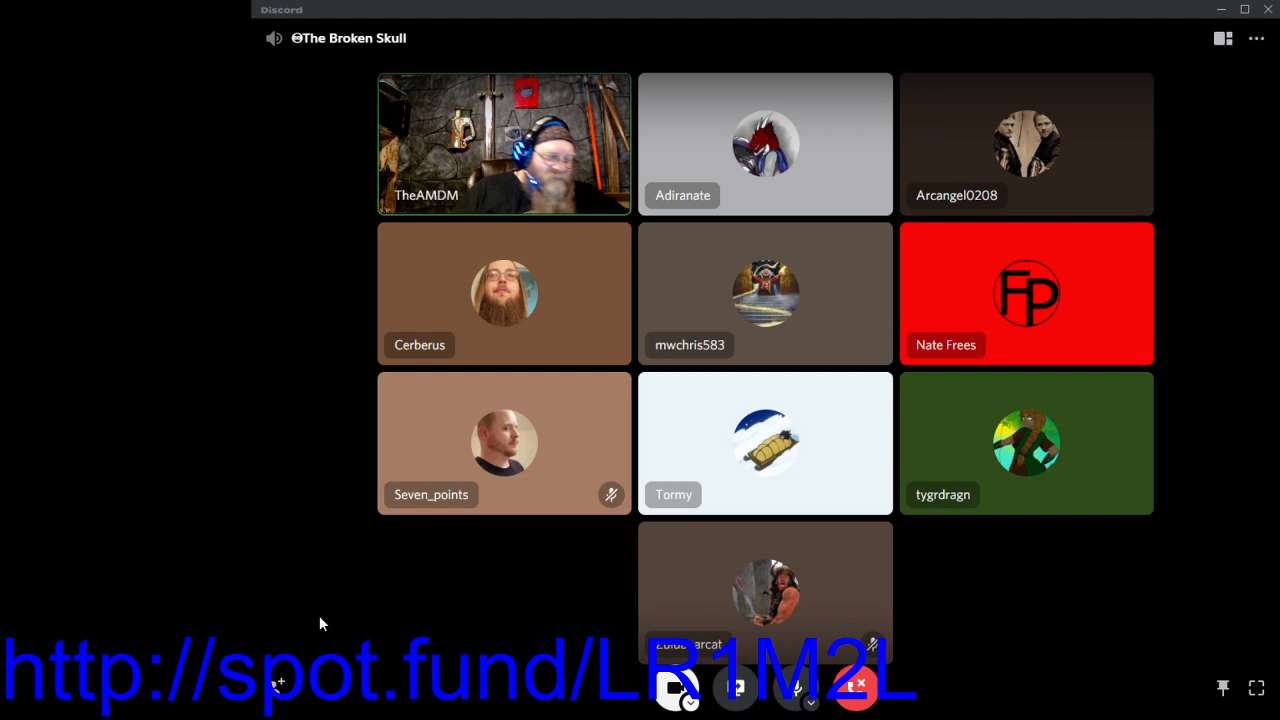 Discord
The Broken Skull
TheAMDM
Adiranate
Arcangel0208
Cerberus
mwchris583
FP
Nate Frees
Seven_points
Tormy
tygrdragn
http://spot.fund/LR1M2L